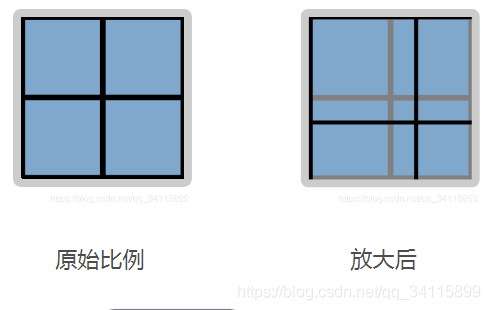 https://blog.csdn.net/qq_34115899 https://blog.csdn.net/qq_34115899
原始比例 放大后
https://blog.csdn.net/qq_34115899